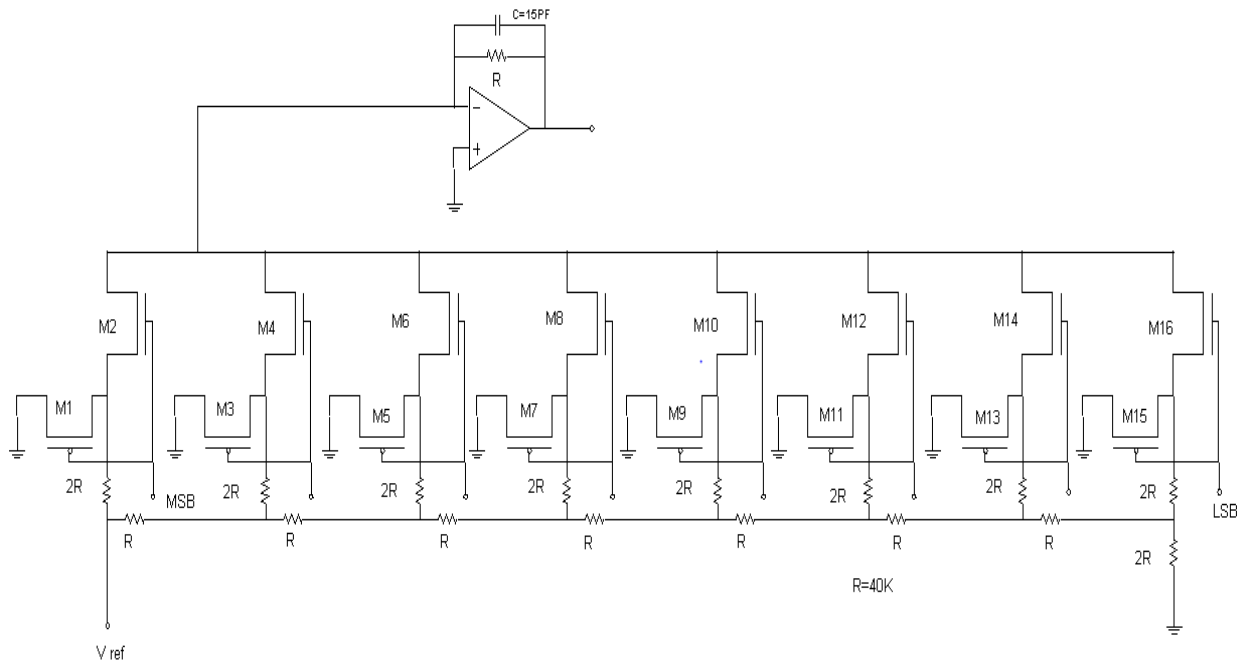 C=15PF
R
−
+
M2 M4 M6 M8 M10 M12 M14 M16
M1 M3 M5 M7 M9 M11 M13 M15
2R 2R 2R 2R 2R 2R 2R 2R
MSB LSB
R R R R R R R 2R
R=40K
V ref